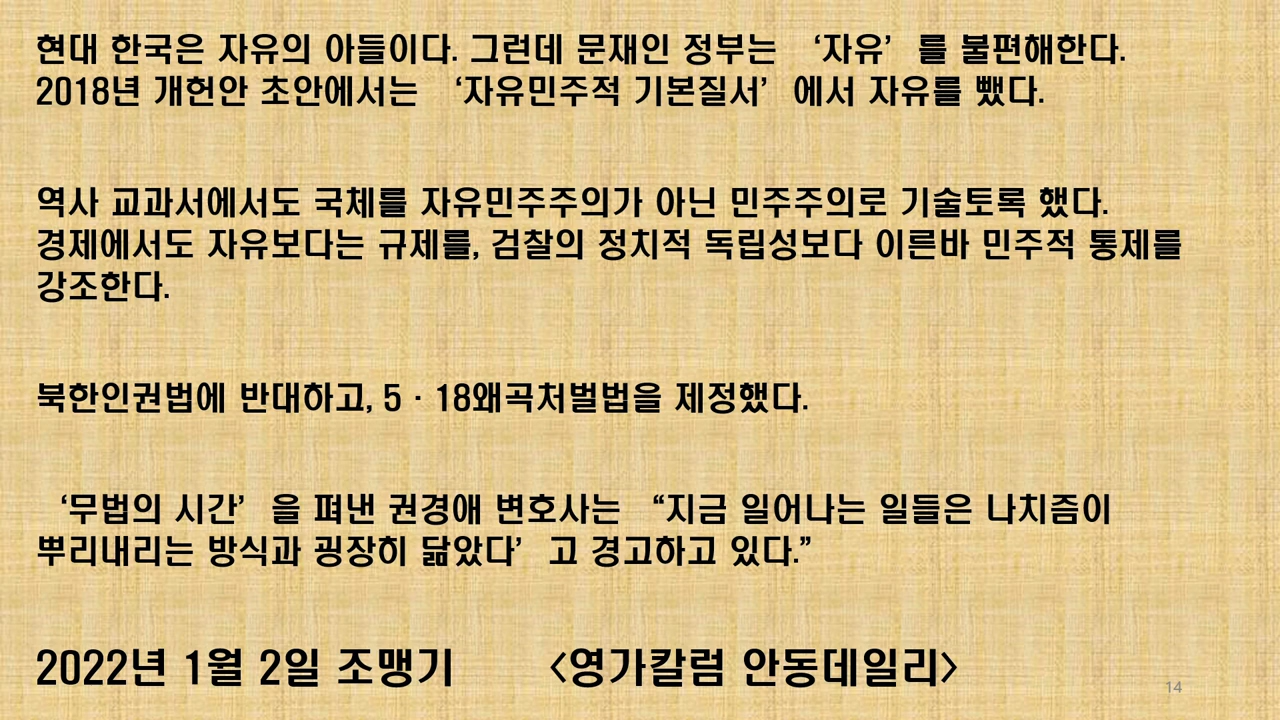 현대 한국은 자유의 아들이다. 그런데 문재인 정부는 ‘자유’를 불편해한다.
2018년 개헌안 초안에서는 ‘자유민주적 기본질서’에서 자유를 뺐다.
역사 교과서에서도 국체를 자유민주주의가 아닌 민주주의로 기술토록 했다.
경제에서도 자유보다는 규제를, 검찰의 정치적 독립성보다 이른바 민주적 통제를
강조한다.
북한인권법에 반대하고, 5·18왜곡처벌법을 제정했다.
‘무법의 시간’을 펴낸 권경애 변호사는 “지금 일어나는 일들은 나치즘이
뿌리내리는 방식과 굉장히 닮았다’고 경고하고 있다.”
2022년 1월 2일 조맹기 <영가칼럼 안동데일리>
14